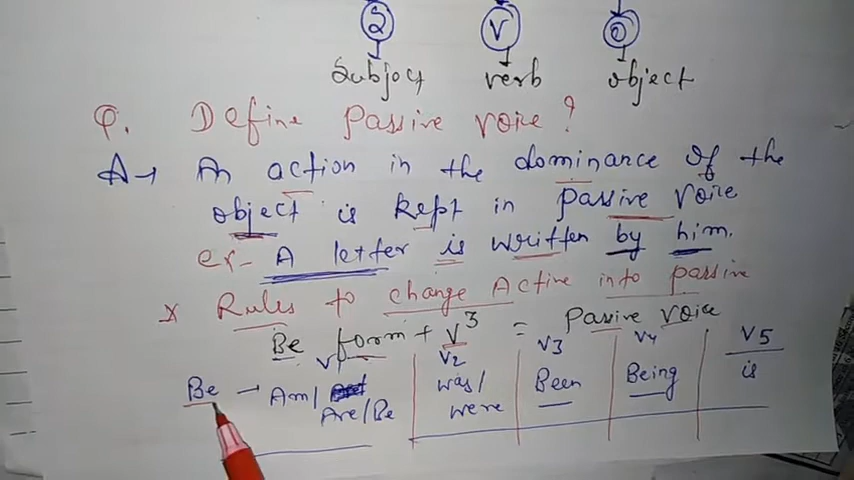 S V O
Subject verb object
Q. Define Passive Voice?
A→ An action in the dominance of the
object is kept in passive voice
ex- A letter is written by him.
x Rules to change Active into passive
Be form + V3 = Passive voice
V1 V2 V3 V4 V5
Be → Am/ Are/Be was/ were Been Being is